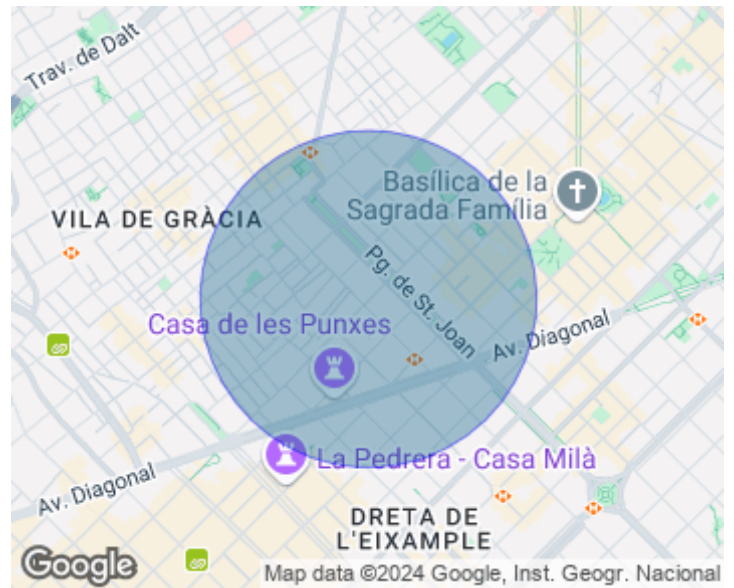 Trav. de Dalt
Basílica de la
Sagrada Família
VILA DE GRÀCIA
Pg. de St. Joan
Casa de les Punxes
Av. Diagonal
La Pedrera - Casa Milà
Av. Diagonal
DRETA DE
L'EIXAMPLE
Google
Map data ©2024 Google, Inst. Geogr. Nacional